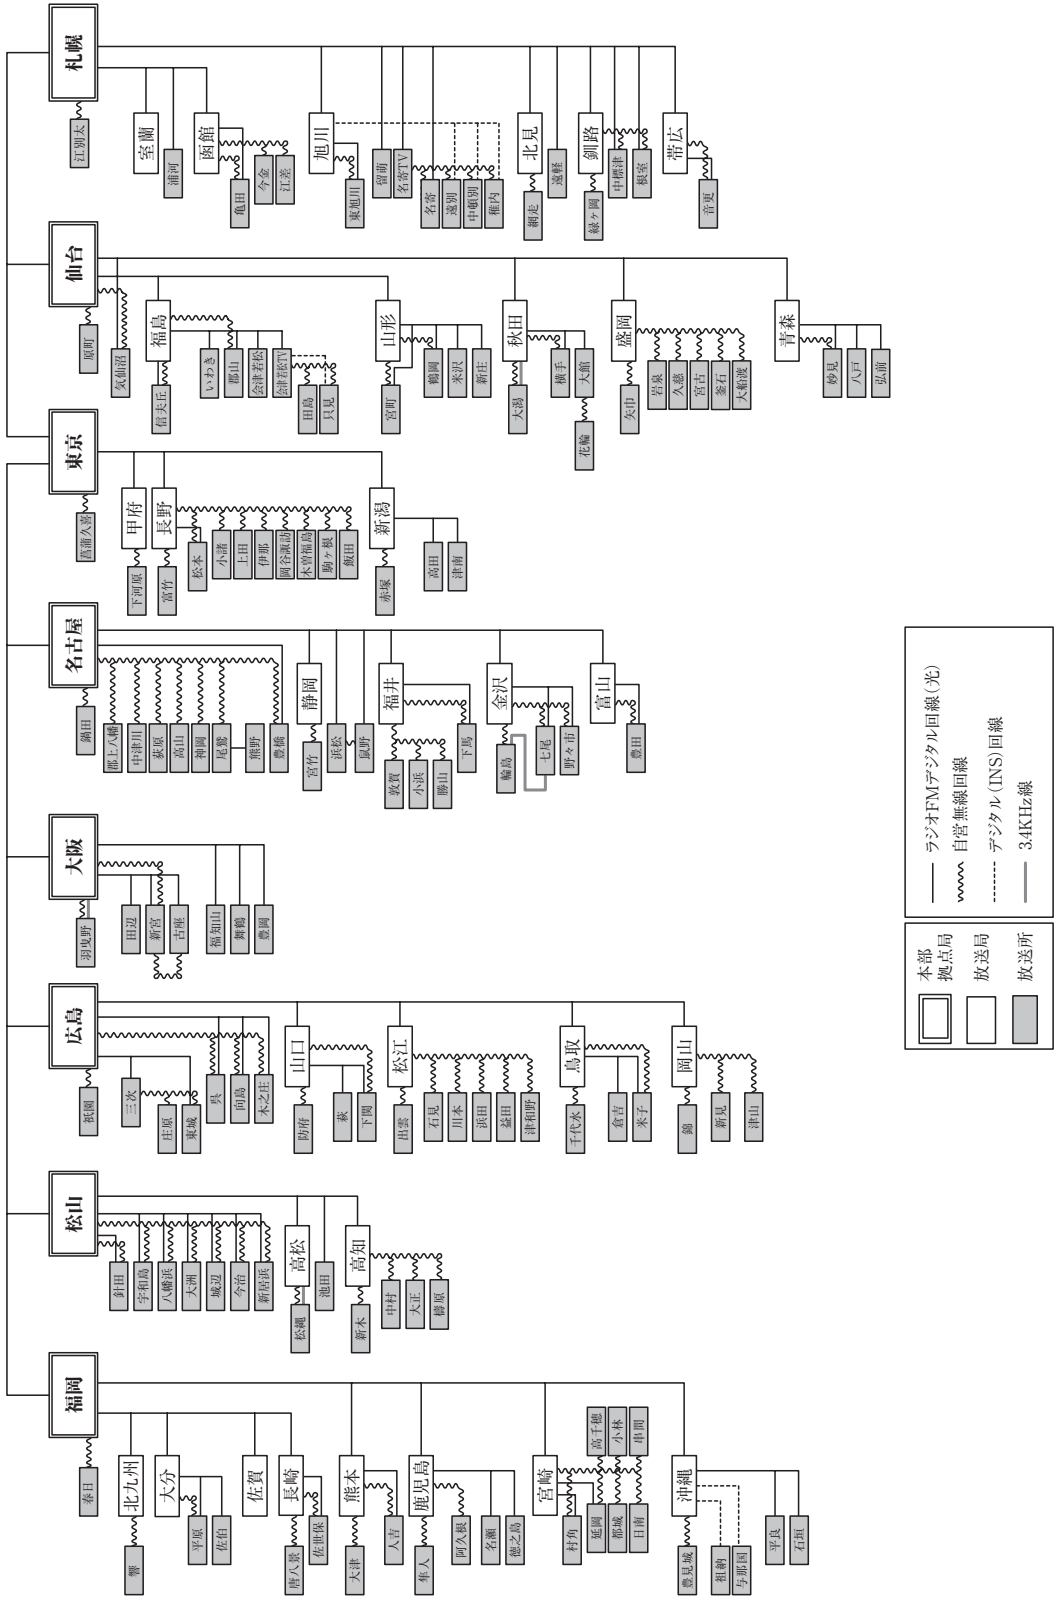 福岡
春日
北九州
響
大分
平原
佐伯
佐賀
長崎
唐八景
佐世保
熊本
大津
人吉
鹿児島
隼人
阿久根
名瀬
徳之島
宮崎
村角
延岡
高千穂
都城
小林
日南
串間
沖縄
豊見城
祖納
与那国
平良
石垣
松山
針田
宇和島
八幡浜
大洲
城辺
今治
新居浜
高松
松縄
池田
高知
新木
中村
大正
檮原
広島
祇園
三次
庄原
東城
呉
向島
木之庄
山口
防府
萩
下関
松江
出雲
石見
川本
浜田
益田
津和野
鳥取
千代水
倉吉
米子
岡山
錦
新見
津山
大阪
羽曳野
田辺
新宮
古座
福知山
舞鶴
豊岡
名古屋
鍋田
郡上八幡
中津川
荻原
高山
神岡
尾鷲
熊野
豊橋
静岡
宮竹
浜松
鼠野
福井
敦賀
小浜
勝山
下馬
金沢
輪島
七尾
野々市
富山
豊田
東京
菖蒲久喜
甲府
下河原
長野
富竹
松本
小諸
上田
伊那
岡谷諏訪
木曽福島
駒ヶ根
飯田
新潟
赤塚
高田
津南
仙台
原町
気仙沼
福島
信夫丘
いわき
郡山
会津若松
会津若松TV
田島
只見
山形
宮町
鶴岡
米沢
新庄
秋田
大潟
横手
大館
花輪
盛岡
矢巾
岩泉
久慈
宮古
釜石
大船渡
青森
妙見
八戸
弘前
札幌
江別太
室蘭
浦河
函館
亀田
今金
江差
旭川
東旭川
留萌
名寄TV
名寄
遠別
中頓別
稚内
北見
網走
遠軽
釧路
緑ヶ岡
中標津
根室
帯広
音更
本部
拠点局
放送局
放送所
ラジオFMデジタル回線(光)
自営無線回線
デジタル(INS)回線
3.4KHz線